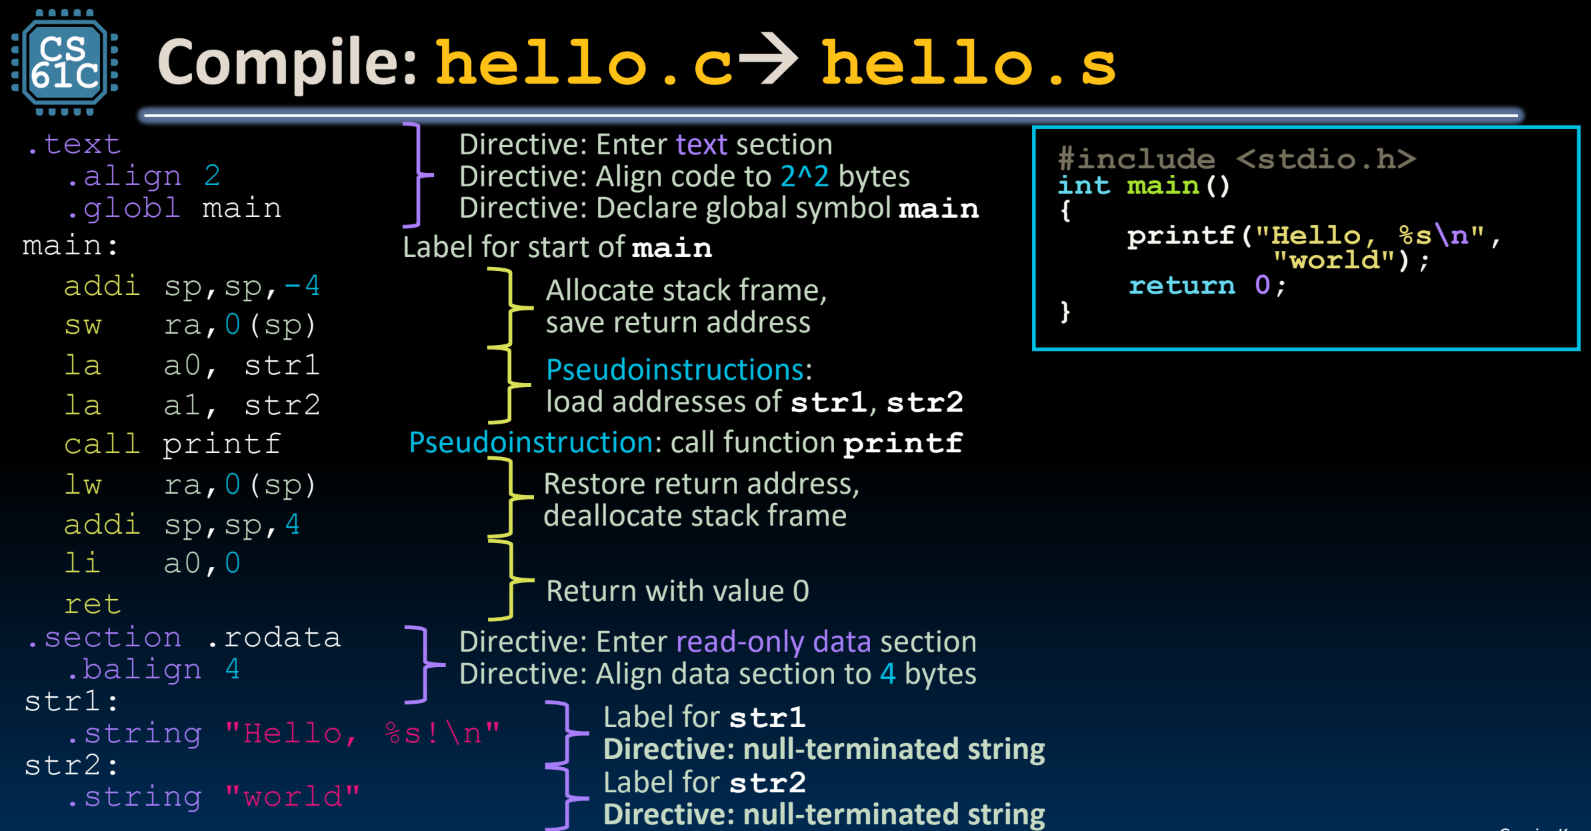 CS
61C
Compile: hello.c→ hello.s
.text
.align 2
.globl main
main:
addi sp,sp,-4
sw ra,0(sp)
la a0, str1
la a1, str2
call printf
lw ra,0(sp)
addi sp,sp,4
li a0,0
ret
.section .rodata
.balign 4
str1:
.string "Hello, %s!\n"
str2:
.string "world"
Directive: Enter text section
Directive: Align code to 2^2 bytes
Directive: Declare global symbol main
Label for start of main
Allocate stack frame,
save return address
Pseudoinstructions:
load addresses of str1, str2
Pseudoinstruction: call function printf
Restore return address,
deallocate stack frame
Return with value 0
Directive: Enter read-only data section
Directive: Align data section to 4 bytes
Label for str1
Directive: null-terminated string
Label for str2
Directive: null-terminated string
#include <stdio.h>
int main()
{
printf("Hello, %s\n",
"world");
return 0;
}